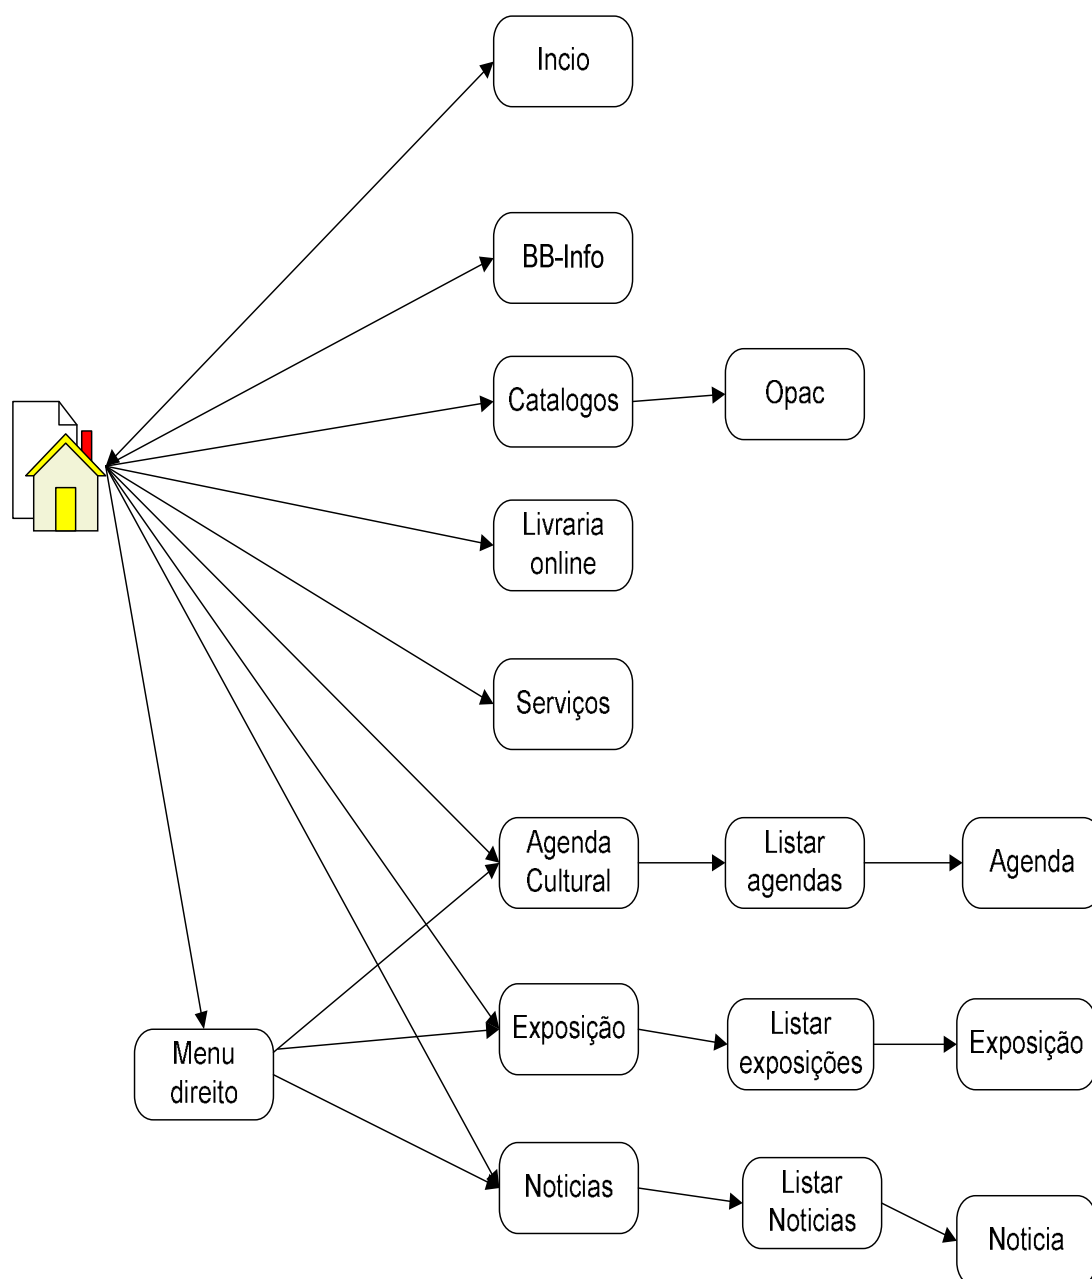 Incio
BB-Info
Catalogos
Opac
Livraria
online
Serviços
Agenda
Cultural
Listar
agendas
Agenda
Exposição
Listar
exposições
Exposição
Menu
direito
Noticias
Listar
Noticias
Noticia